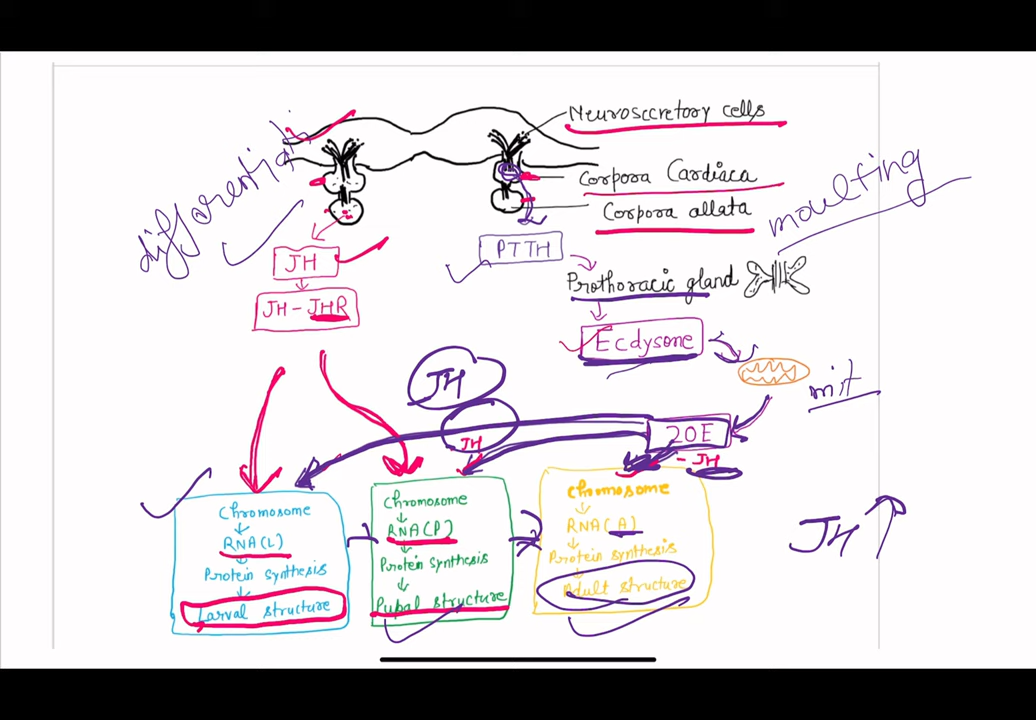 Neurosecretory cells
differentiati
Corpora Cardiaca
moulting
Corpora allata
PTTH
JH
Prothoracic gland
JH-JHR
Ecdysone
JH
mit
20E
JH
- JH
Chromosome
RNA(L)
Protein synthesis
Larval structure
Chromosome
RNA(P)
Protein synthesis
Pupal structure
Chromosome
RNA(A)
Protein synthesis
Adult structure
JH